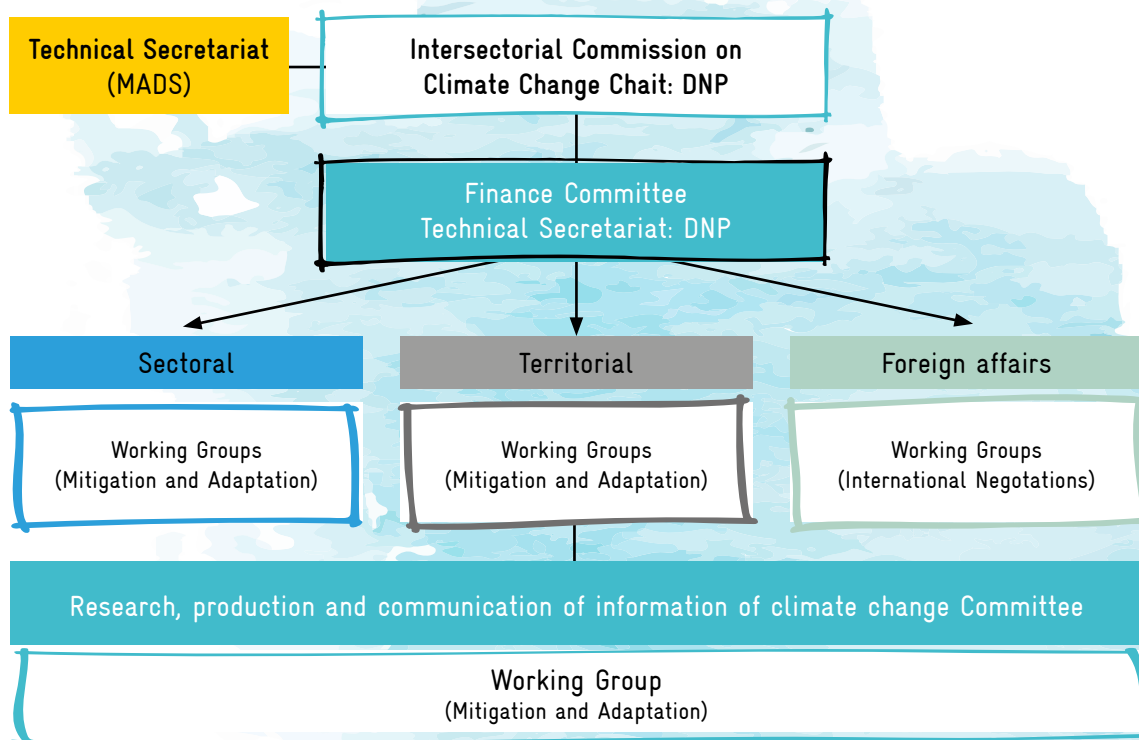 Technical Secretariat
(MADS)
Intersectorial Commission on
Climate Change Chait: DNP
Finance Committee
Technical Secretariat: DNP
Sectoral
Territorial
Foreign affairs
Working Groups
(Mitigation and Adaptation)
Working Groups
(Mitigation and Adaptation)
Working Groups
(International Negotations)
Research, production and communication of information of climate change Committee
Working Group
(Mitigation and Adaptation)